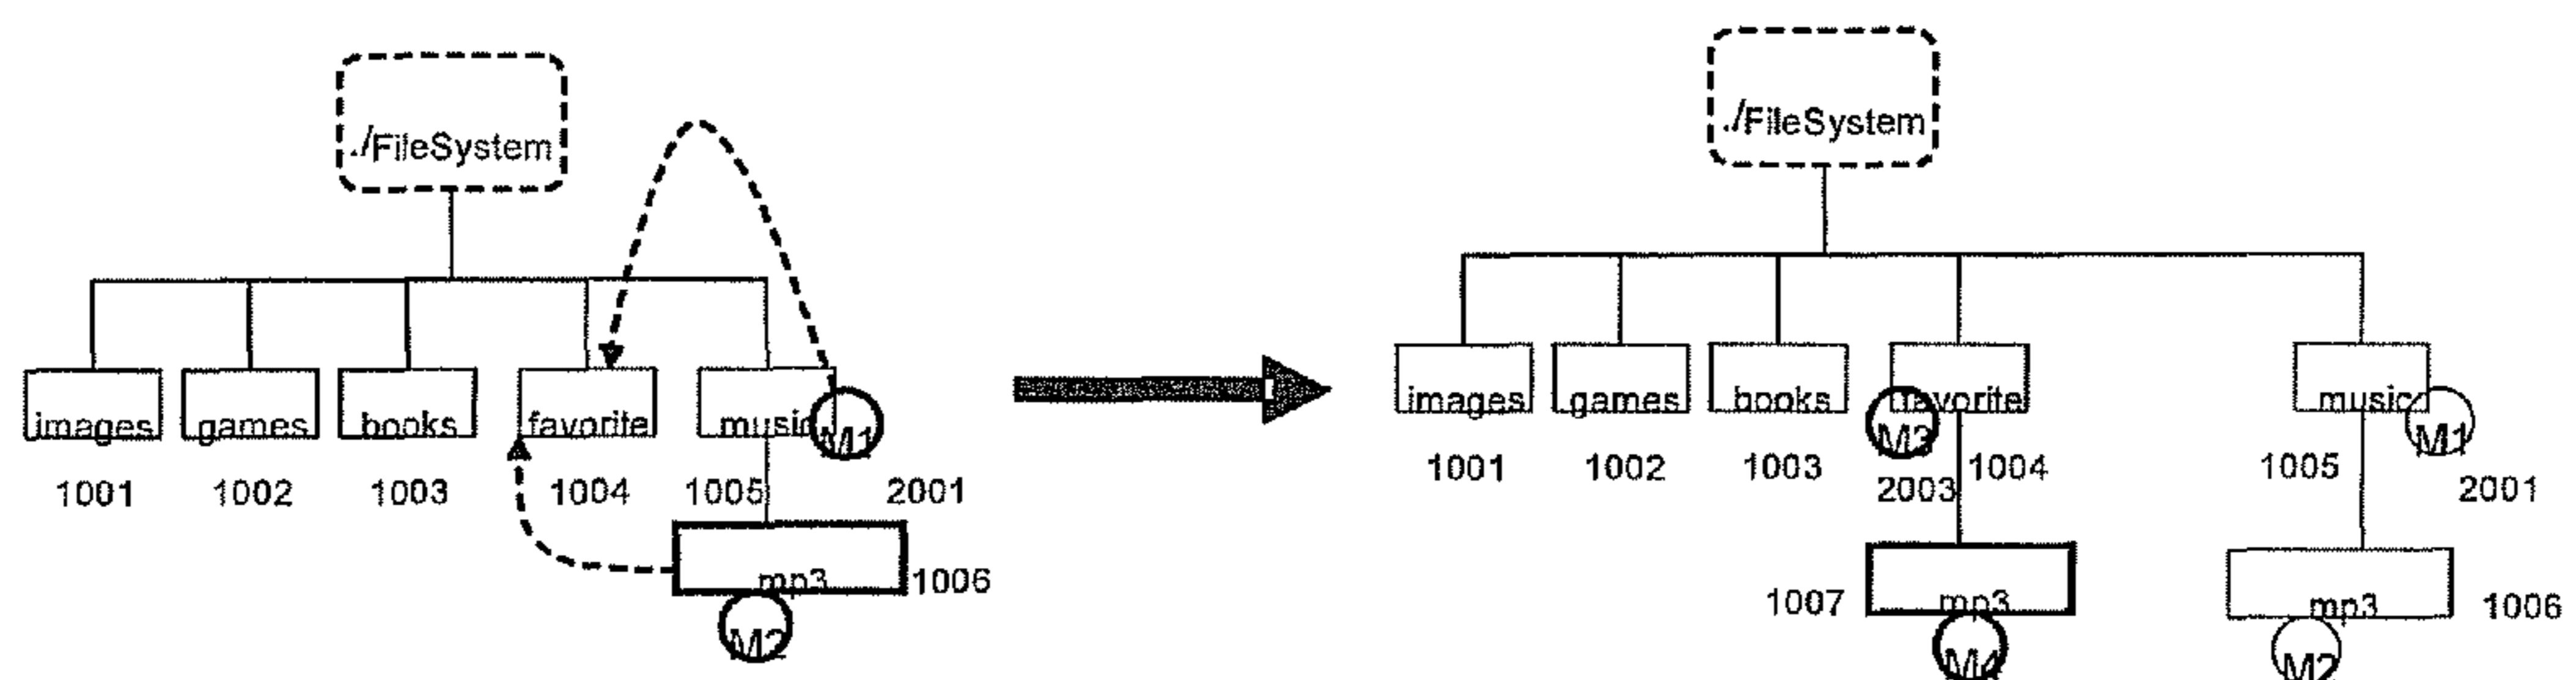 ./FileSystem
images games books favorite music M1
1001 1002 1003 1004 1005 2001
mp3 1006
M2
./FileSystem
images games books favorite music
M3 M1
1001 1002 1003 2003 1004 1005 2001
1007 mp3 mp3 1006
M4 M2